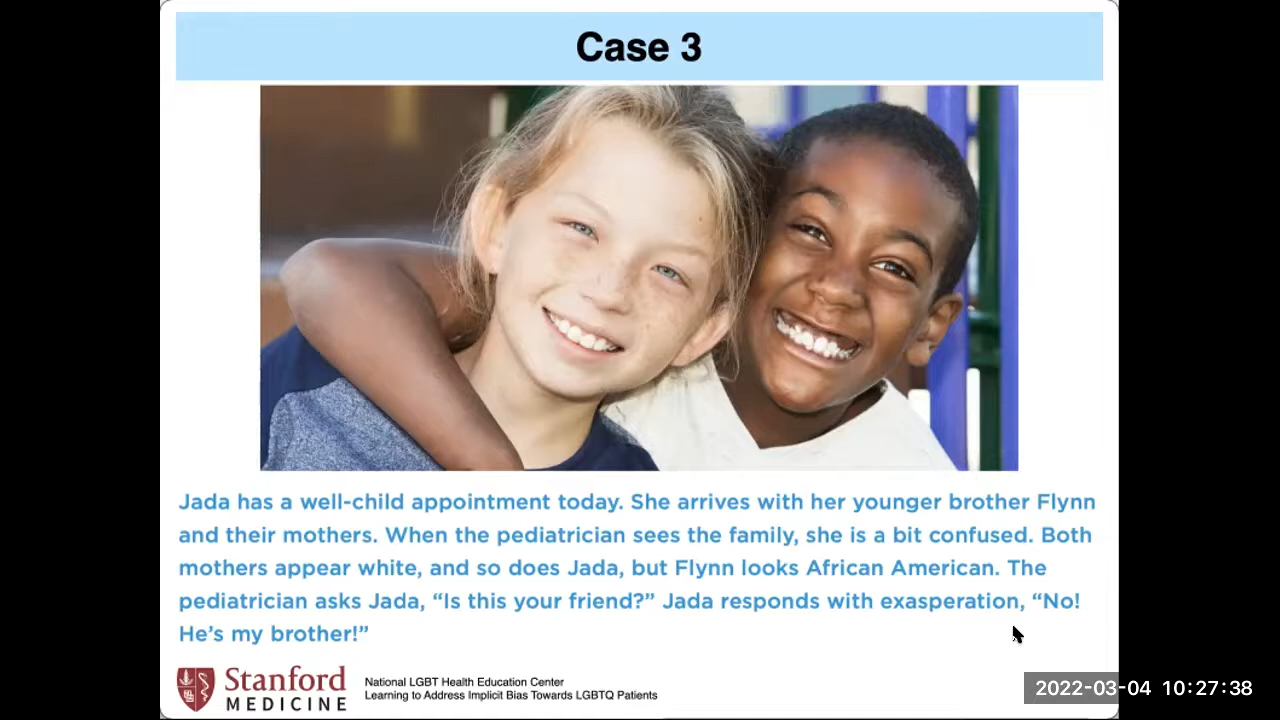 Case 3
Jada has a well-child appointment today. She arrives with her younger brother Flynn
and their mothers. When the pediatrician sees the family, she is a bit confused. Both
mothers appear white, and so does Jada, but Flynn looks African American. The
pediatrician asks Jada, “Is this your friend?” Jada responds with exasperation, “No!
He’s my brother!”
Stanford
MEDICINE
National LGBT Health Education Center
Learning to Address Implicit Bias Towards LGBTQ Patients
2022-03-04 10:27:38